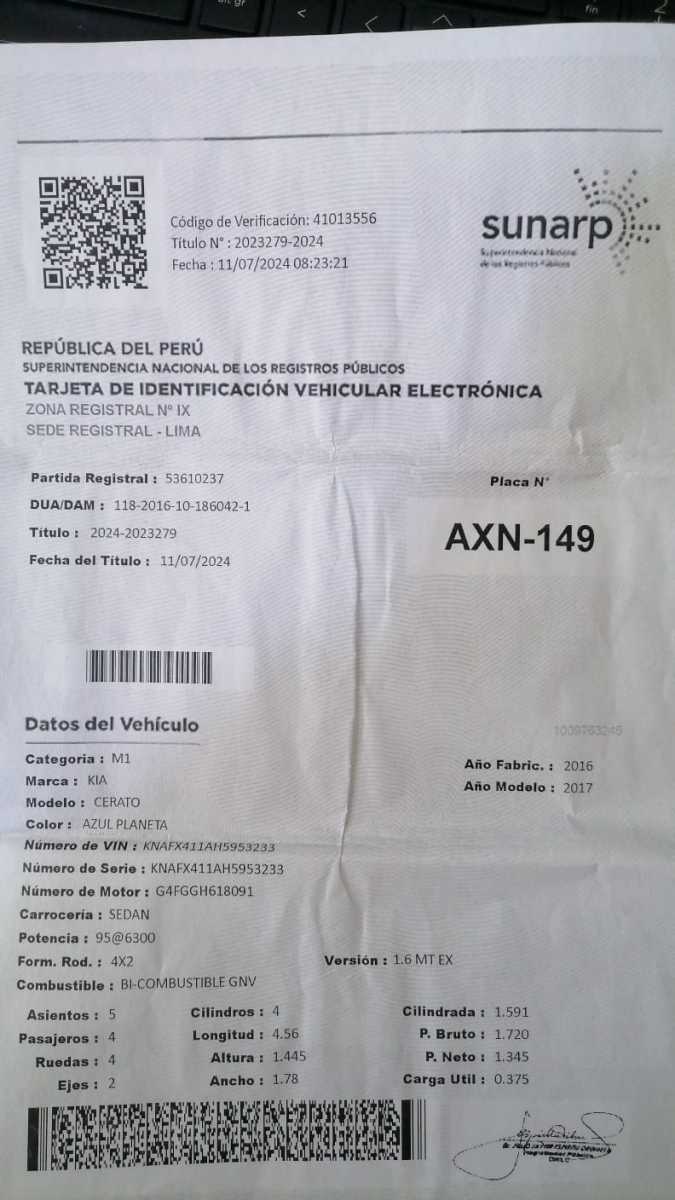 Código de Verificación: 41013556
Título N° : 2023279-2024
Fecha : 11/07/2024 08:23:21
sunarp
Superintendencia Nacional
de los Registros Públicos
REPÚBLICA DEL PERÚ
SUPERINTENDENCIA NACIONAL DE LOS REGISTROS PÚBLICOS
TARJETA DE IDENTIFICACIÓN VEHICULAR ELECTRÓNICA
ZONA REGISTRAL N° IX
SEDE REGISTRAL - LIMA
Partida Registral : 53610237
DUA/DAM : 118-2016-10-186042-1
Título : 2024-2023279
Fecha del Título : 11/07/2024
Placa N°
AXN-149
Datos del Vehículo
1009763245
Categoria : M1
Marca : KIA
Modelo : CERATO
Color : AZUL PLANETA
Número de VIN : KNAFX411AH5953233
Número de Serie : KNAFX411AH5953233
Número de Motor : G4FGGH618091
Carrocería : SEDAN
Potencia : 95@6300
Form. Rod. : 4X2
Combustible : BI-COMBUSTIBLE GNV
Año Fabric. : 2016
Año Modelo : 2017
Versión : 1.6 MT EX
Asientos : 5
Pasajeros : 4
Ruedas : 4
Ejes : 2
Cilindros : 4
Longitud : 4.56
Altura : 1.445
Ancho : 1.78
Cilindrada : 1.591
P. Bruto : 1.720
P. Neto : 1.345
Carga Util : 0.375